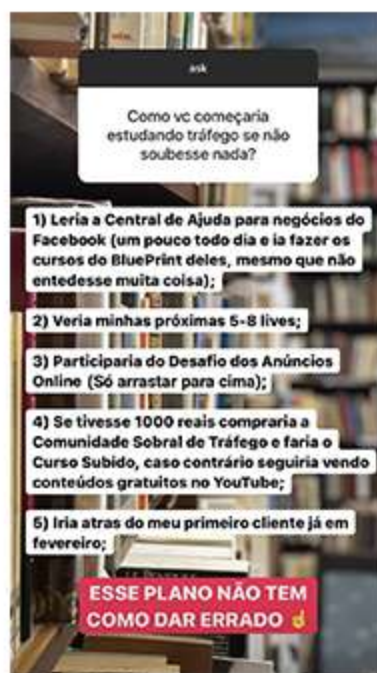 ask
Como vc começaria
estudando tráfego se não
soubesse nada?
1) Leria a Central de Ajuda para negócios do
Facebook (um pouco todo dia e ia fazer os
cursos do BluePrint deles, mesmo que não
entedesse muita coisa);
2) Veria minhas próximas 5-8 lives;
3) Participaria do Desafio dos Anúncios
Online (Só arrastar para cima);
4) Se tivesse 1000 reais compraria a
Comunidade Sobral de Tráfego e faria o
Curso Subido, caso contrário seguiria vendo
conteúdos gratuitos no YouTube;
5) Iria atras do meu primeiro cliente já em
fevereiro;
ESSE PLANO NÃO TEM
COMO DAR ERRADO ☝